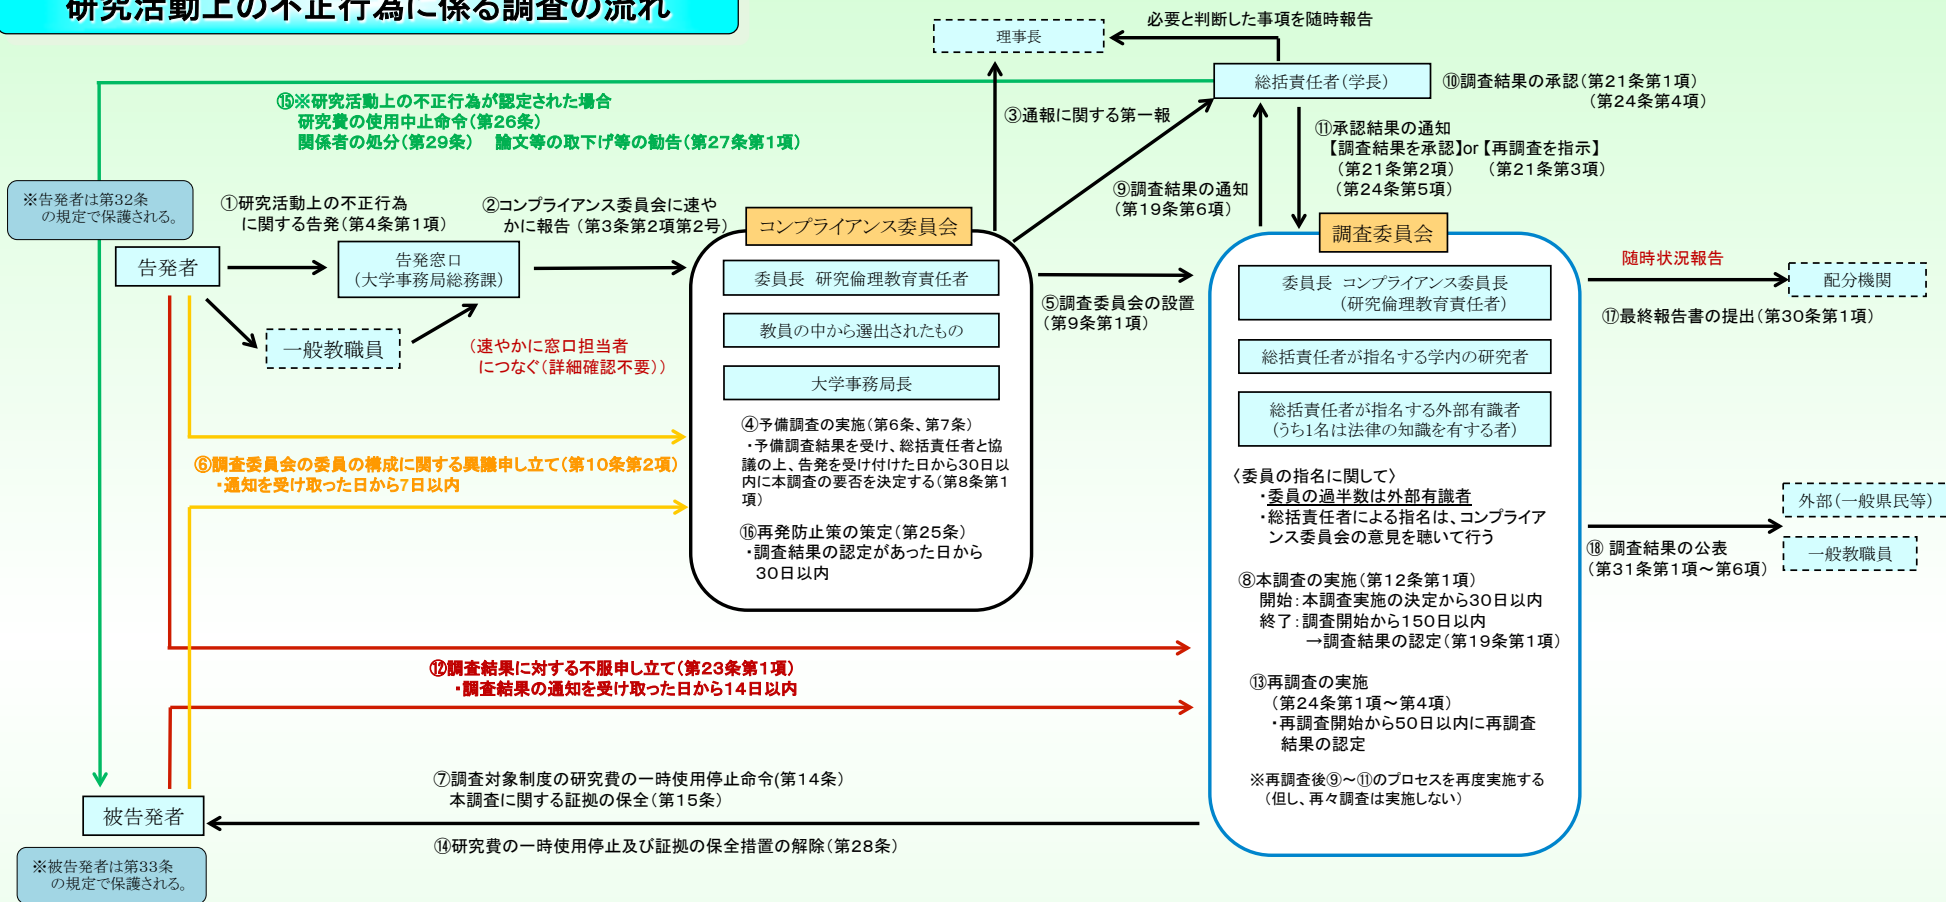 研究活動上の不正行為に係る調査の流れ
必要と判断した事項を随時報告
理事長
総括責任者(学長)
⑩調査結果の承認(第21条第1項)
(第24条第4項)
⑮※研究活動上の不正行為が認定された場合
研究費の使用中止命令(第26条)
関係者の処分(第29条)　論文等の取下げ等の勧告(第27条第1項)
③通報に関する第一報
⑪承認結果の通知
【調査結果を承認】or【再調査を指示】
(第21条第2項)　(第21条第3項)
(第24条第5項)
⑨調査結果の通知
(第19条第6項)
※告発者は第32条
の規定で保護される。
①研究活動上の不正行為
に関する告発(第4条第1項)
②コンプライアンス委員会に速や
かに報告 (第3条第2項第2号)
告発者
告発窓口
(大学事務局総務課)
一般教職員
(速やかに窓口担当者
につなぐ(詳細確認不要))
コンプライアンス委員会
委員長 研究倫理教育責任者
教員の中から選出されたもの
大学事務局長
④予備調査の実施(第6条、第7条)
・予備調査結果を受け、総括責任者と協
議の上、告発を受け付けた日から30日以
内に本調査の要否を決定する(第8条第1
項)
⑯再発防止策の策定(第25条)
・調査結果の認定があった日から
30日以内
⑤調査委員会の設置
(第9条第1項)
調査委員会
委員長 コンプライアンス委員長
(研究倫理教育責任者)
総括責任者が指名する学内の研究者
総括責任者が指名する外部有識者
(うち1名は法律の知識を有する者)
〈委員の指名に関して〉
・委員の過半数は外部有識者
・総括責任者による指名は、コンプライア
ンス委員会の意見を聴いて行う
⑧本調査の実施(第12条第1項)
開始:本調査実施の決定から30日以内
終了:調査開始から150日以内
→調査結果の認定(第19条第1項)
⑬再調査の実施
(第24条第1項～第4項)
・再調査開始から50日以内に再調査
結果の認定
※再調査後⑨～⑪のプロセスを再度実施する
(但し、再々調査は実施しない)
随時状況報告
配分機関
⑰最終報告書の提出(第30条第1項)
外部(一般県民等)
一般教職員
⑱ 調査結果の公表
(第31条第1項～第6項)
⑥調査委員会の委員の構成に関する異議申し立て(第10条第2項)
・通知を受け取った日から7日以内
⑫調査結果に対する不服申し立て(第23条第1項)
・調査結果の通知を受け取った日から14日以内
⑦調査対象制度の研究費の一時使用停止命令(第14条)
本調査に関する証拠の保全(第15条)
被告発者
⑭研究費の一時使用停止及び証拠の保全措置の解除(第28条)
※被告発者は第33条
の規定で保護される。